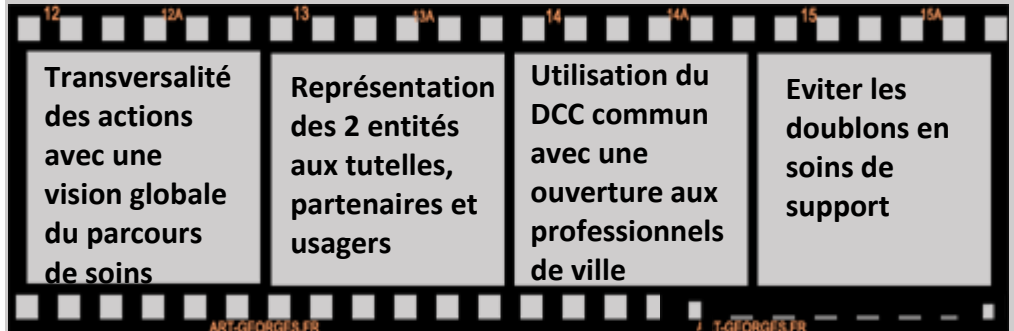 12 12A 13 13A 14 14A 15 15A
Transversalité
des actions
avec une
vision globale
du parcours
de soins
Représentation
des 2 entités
aux tutelles,
partenaires et
usagers
Utilisation du
DCC commun
avec une
ouverture aux
professionnels
de ville
Eviter les
doublons en
soins de
support
ART-GEORGES.FR
T-GEORGES.FR